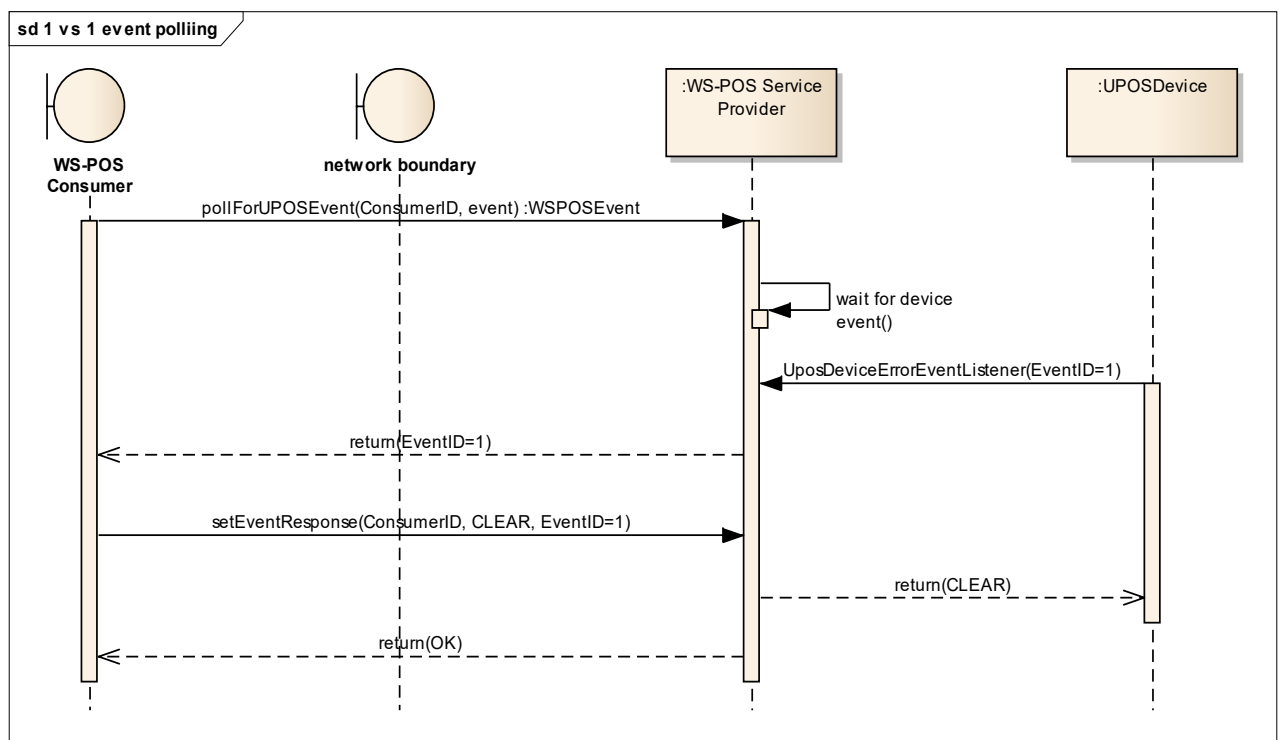 sd 1 vs 1 event polliing
:WS-POS Service
Provider
:UPOSDevice
WS-POS
Consumer
network boundary
pollForUPOSEvent(ConsumerID, event) :WSPOSEvent
wait for device
event()
UposDeviceErrorEventListener(EventID=1)
return(EventID=1)
setEventResponse(ConsumerID, CLEAR, EventID=1)
return(CLEAR)
return(OK)